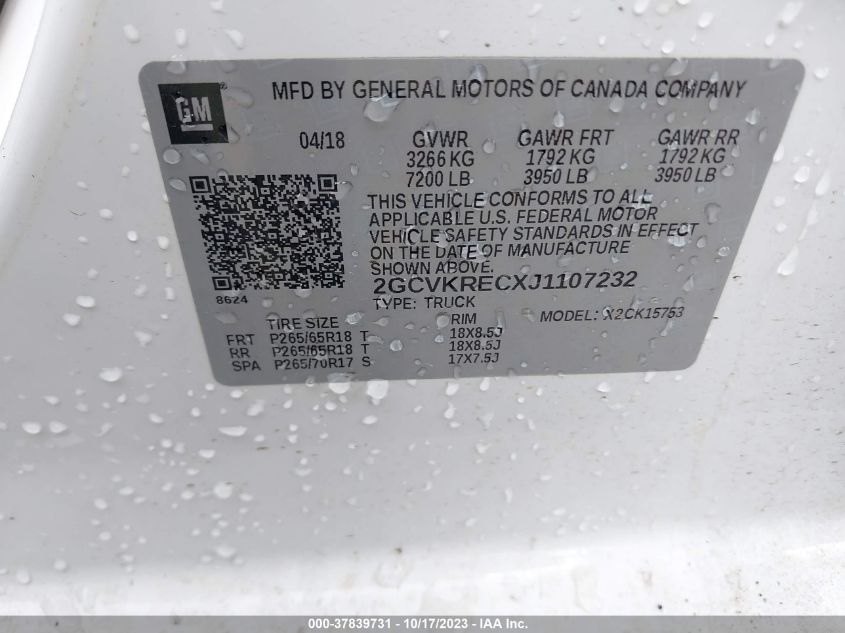 MFD BY GENERAL MOTORS OF CANADA COMPANY
GM ®
04/18 GVWR GAWR FRT GAWR RR
3266 KG 1792 KG 1792 KG
7200 LB 3950 LB 3950 LB
THIS VEHICLE CONFORMS TO ALL
APPLICABLE U.S. FEDERAL MOTOR
VEHICLE SAFETY STANDARDS IN EFFECT
ON THE DATE OF MANUFACTURE
SHOWN ABOVE.
8624
2GCVKRECXJ1107232
TYPE: TRUCK
MODEL: X2CK15753
TIRE SIZE RIM
FRT P265/65R18 T 18X8.5J
RR P265/65R18 T 18X8.5J
SPA P265/70R17 S 17X7.5J
000-37839731 - 10/17/2023 - IAA Inc.